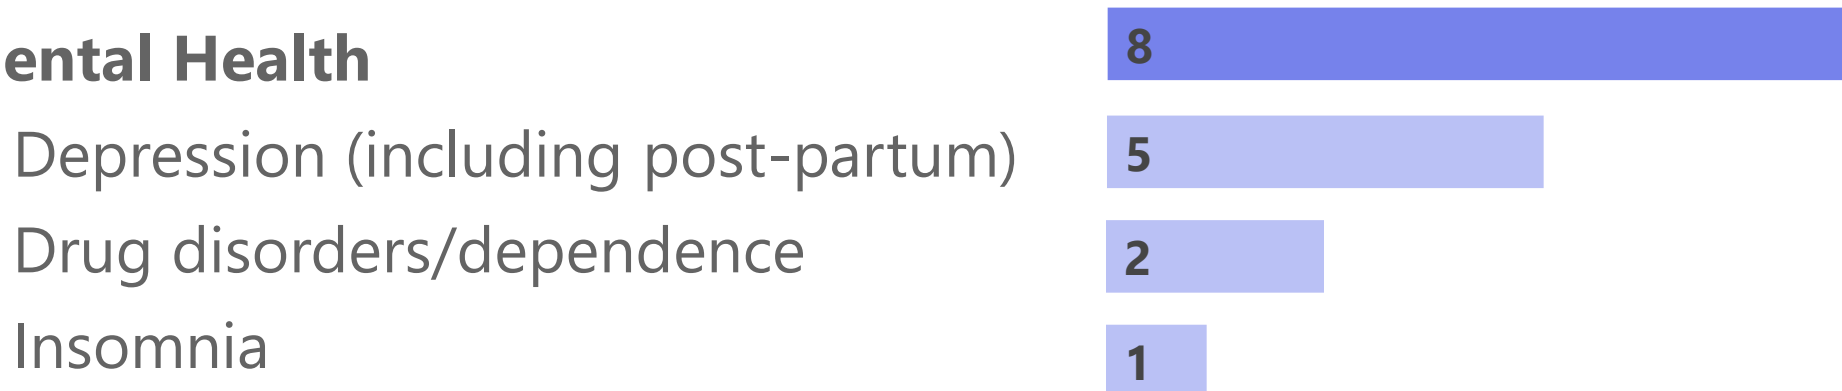 ental Health 8
Depression (including post-partum) 5
Drug disorders/dependence 2
Insomnia 1